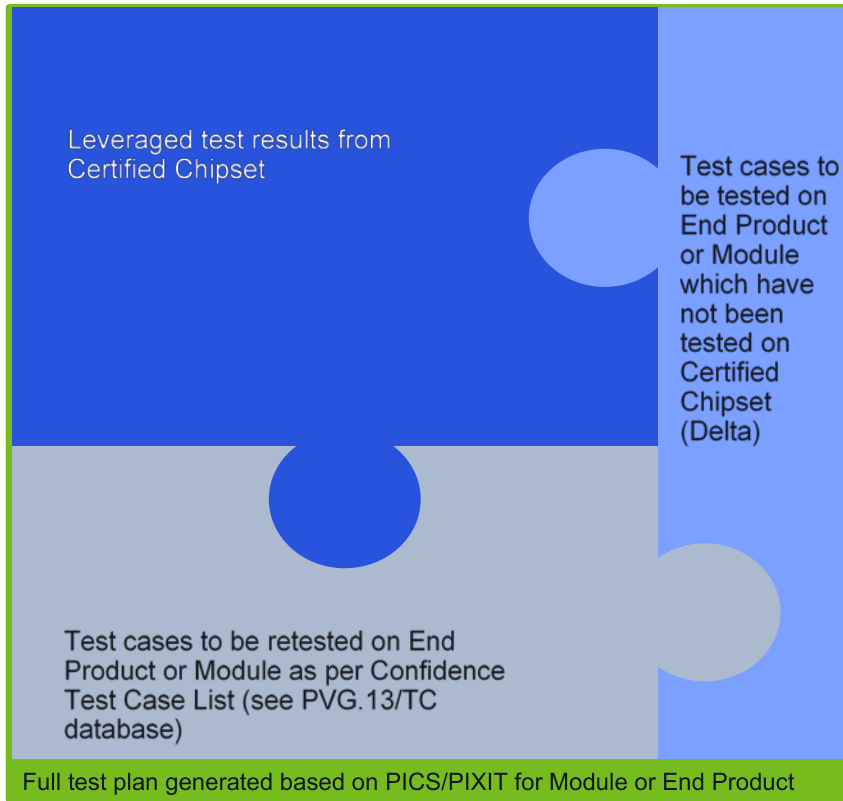 Leveraged test results from
Certified Chipset
Test cases to
be tested on
End Product
or Module
which have
not been
tested on
Certified
Chipset
(Delta)
Test cases to be retested on End
Product or Module as per Confidence
Test Case List (see PVG.13/TC
database)
Full test plan generated based on PICS/PIXIT for Module or End Product